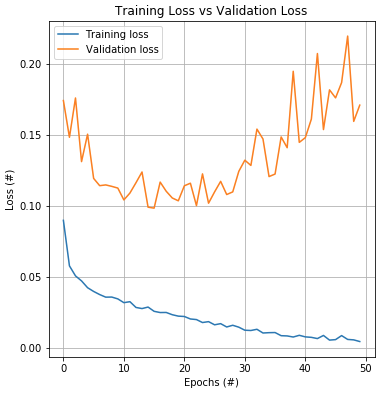 Training Loss vs Validation Loss
Training loss
Validation loss
0.20
0.15
0.10
0.05
0.00
Loss (#)
0 10 20 30 40 50
Epochs (#)